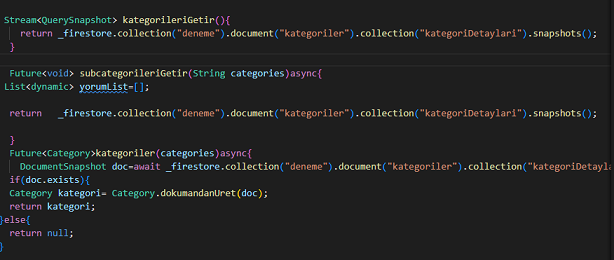 Stream<QuerySnapshot> kategorileriGetir(){
return _firestore.collection("deneme").document("kategoriler").collection("kategoriDetaylari").snapshots();
}
Future<void> subcategorileriGetir(String categories)async{
List<dynamic> yorumList=[];
return _firestore.collection("deneme").document("kategoriler").collection("kategoriDetaylari").snapshots();
}
Future<Category>kategoriler(categories)async{
DocumentSnapshot doc=await _firestore.collection("deneme").document("kategoriler").collection("kategoriDetayla
if(doc.exists){
Category kategori= Category.dokumandanUret(doc);
return kategori;
}else{
return null;
}